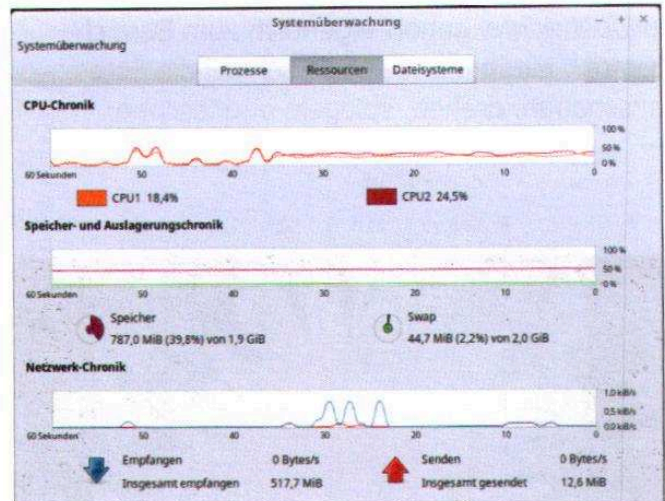 Systemüberwachung - + ×
Systemüberwachung
Prozesse Ressourcen Dateisysteme
CPU-Chronik
100 %
50 %
0 %
60 Sekunden 50 40 30 20 10 0
CPU1 18,4% CPU2 24,5%
Speicher- und Auslagerungschronik
100 %
50 %
0 %
60 Sekunden 50 40 30 20 10 0
Speicher Swap
787,0 MiB (39,8%) von 1,9 GiB 44,7 MiB (2,2%) von 2,0 GiB
Netzwerk-Chronik
1,0 kiB/s
0,5 kiB/s
0,0 kiB/s
60 Sekunden 50 40 30 20 10 0
Empfangen 0 Bytes/s Senden 0 Bytes/s
Insgesamt empfangen 517,7 MiB Insgesamt gesendet 12,6 MiB